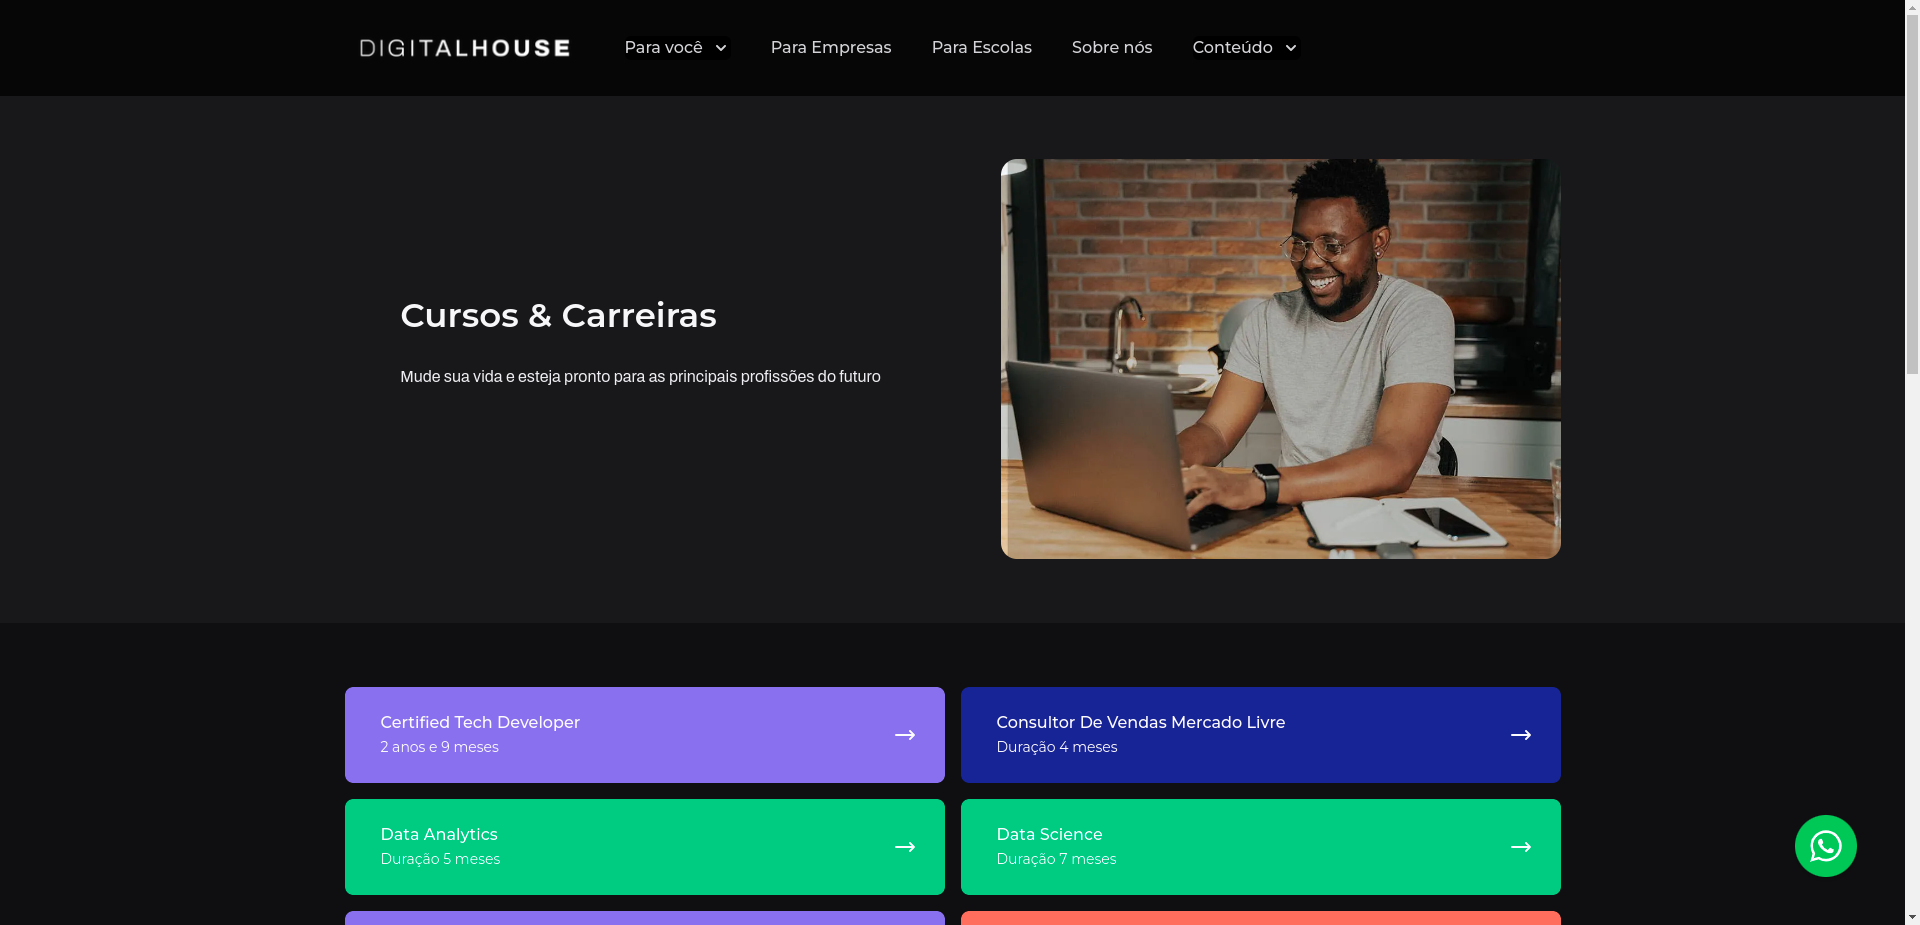 DIGITALHOUSE
Para você
Para Empresas
Para Escolas
Sobre nós
Conteúdo
Cursos & Carreiras
Mude sua vida e esteja pronto para as principais profissões do futuro
Certified Tech Developer
2 anos e 9 meses
Consultor De Vendas Mercado Livre
Duração 4 meses
Data Analytics
Duração 5 meses
Data Science
Duração 7 meses